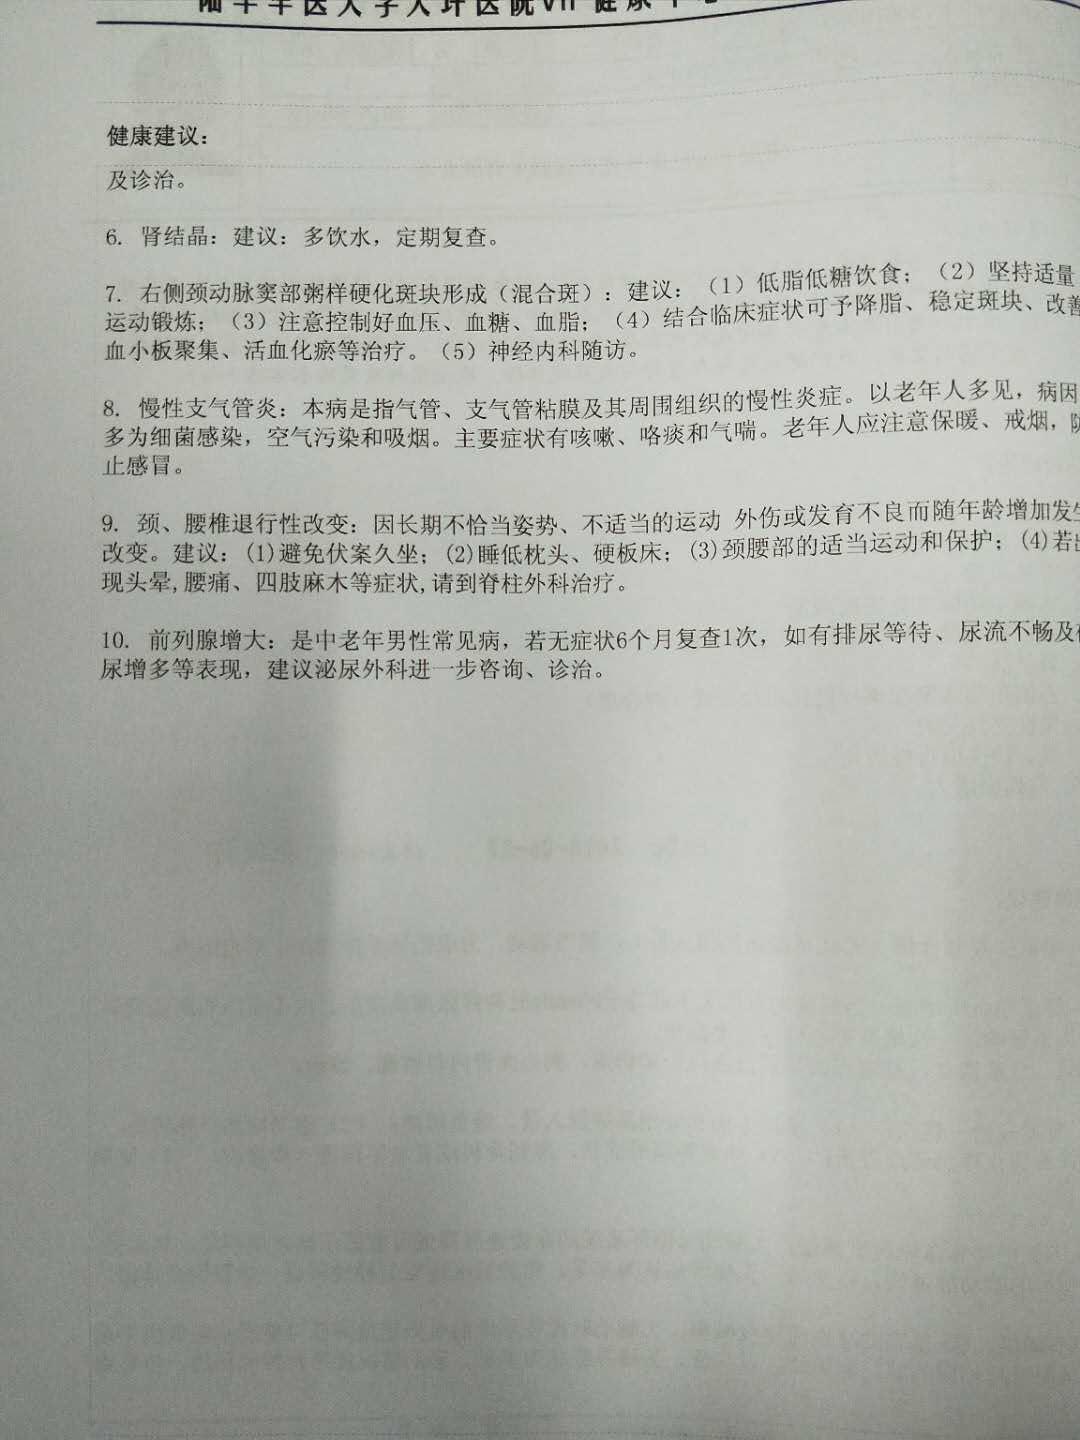 健康建议：
及诊治。
6. 肾结晶：建议：多饮水，定期复查。
7. 右侧颈动脉窦部粥样硬化斑块形成（混合斑）：建议：（1）低脂低糖饮食；（2）坚持适量
运动锻炼；（3）注意控制好血压、血糖、血脂；（4）结合临床症状可予降脂、稳定斑块、改善
血小板聚集、活血化瘀等治疗。（5）神经内科随访。
8. 慢性支气管炎：本病是指气管、支气管粘膜及其周围组织的慢性炎症。以老年人多见，病因
多为细菌感染，空气污染和吸烟。主要症状有咳嗽、咯痰和气喘。老年人应注意保暖、戒烟，防
止感冒。
9. 颈、腰椎退行性改变：因长期不恰当姿势、不适当的运动 外伤或发育不良而随年龄增加发生
改变。建议：(1)避免伏案久坐；(2)睡低枕头、硬板床；(3)颈腰部的适当运动和保护；(4)若出
现头晕,腰痛、四肢麻木等症状,请到脊柱外科治疗。
10. 前列腺增大：是中老年男性常见病，若无症状6个月复查1次，如有排尿等待、尿流不畅及
尿增多等表现，建议泌尿外科进一步咨询、诊治。